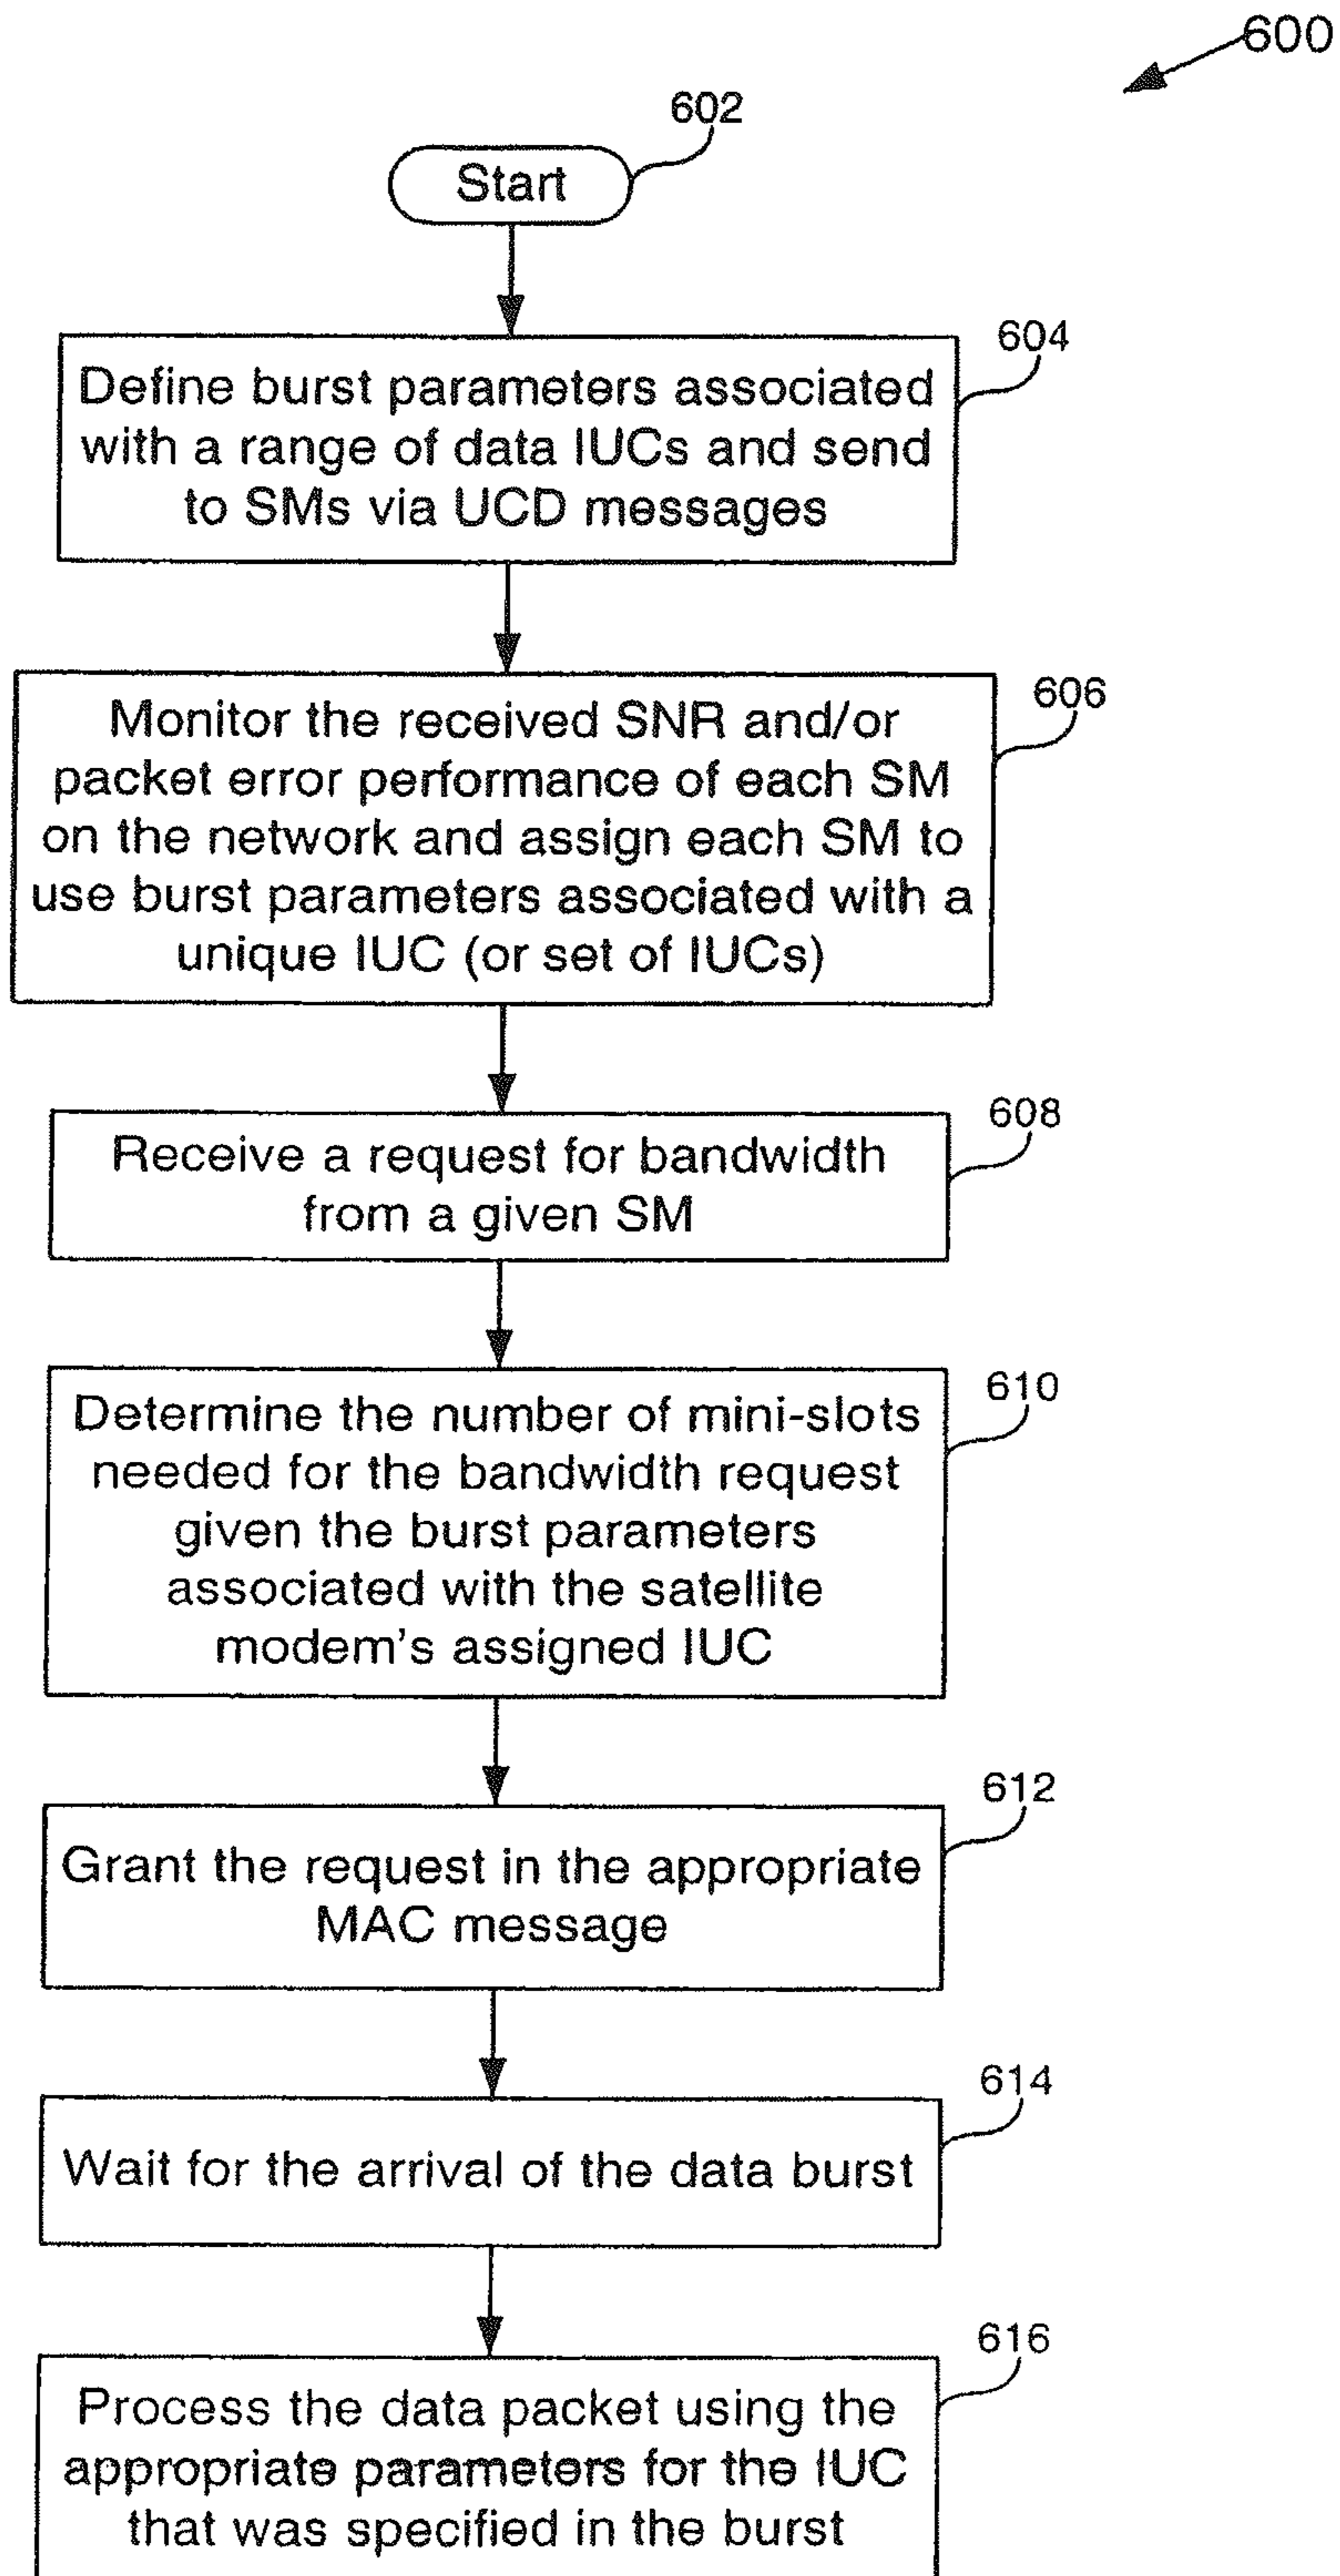 600
602
Start
604
Define burst parameters associated
with a range of data IUCs and send
to SMs via UCD messages
606
Monitor the received SNR and/or
packet error performance of each SM
on the network and assign each SM to
use burst parameters associated with a
unique IUC (or set of IUCs)
608
Receive a request for bandwidth
from a given SM
610
Determine the number of mini-slots
needed for the bandwidth request
given the burst parameters
associated with the satellite
modem's assigned IUC
612
Grant the request in the appropriate
MAC message
614
Wait for the arrival of the data burst
616
Process the data packet using the
appropriate parameters for the IUC
that was specified in the burst